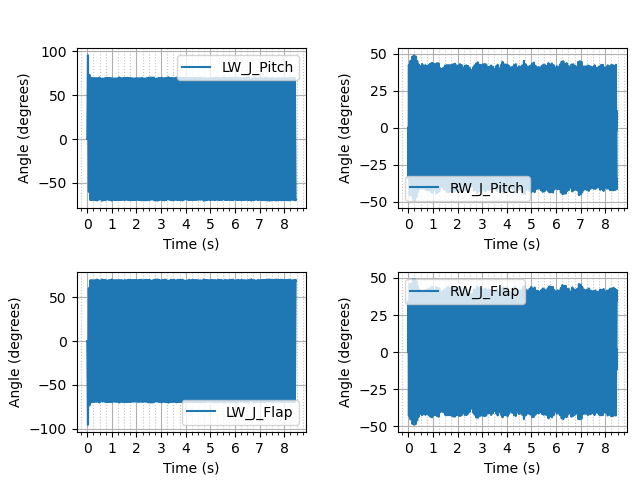 100
50
0
−50
Angle (degrees)
LW_J_Pitch
0 1 2 3 4 5 6 7 8
Time (s)
50
25
0
−25
−50
Angle (degrees)
RW_J_Pitch
0 1 2 3 4 5 6 7 8
Time (s)
50
0
−50
−100
Angle (degrees)
LW_J_Flap
0 1 2 3 4 5 6 7 8
Time (s)
50
25
0
−25
−50
Angle (degrees)
RW_J_Flap
0 1 2 3 4 5 6 7 8
Time (s)